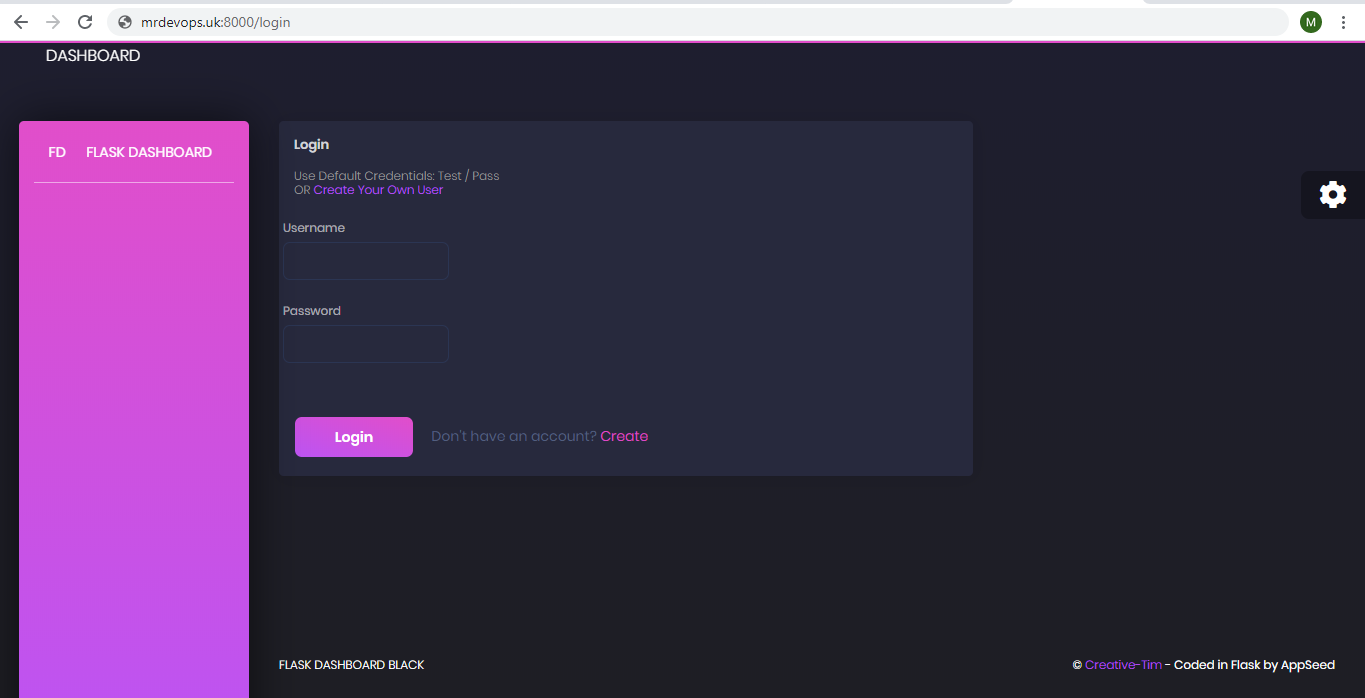 mrdevops.uk:8000/login
M
DASHBOARD
FD FLASK DASHBOARD
Login
Use Default Credentials: Test / Pass
OR Create Your Own User
Username
Password
Login Don't have an account? Create
FLASK DASHBOARD BLACK
© Creative-Tim - Coded in Flask by AppSeed